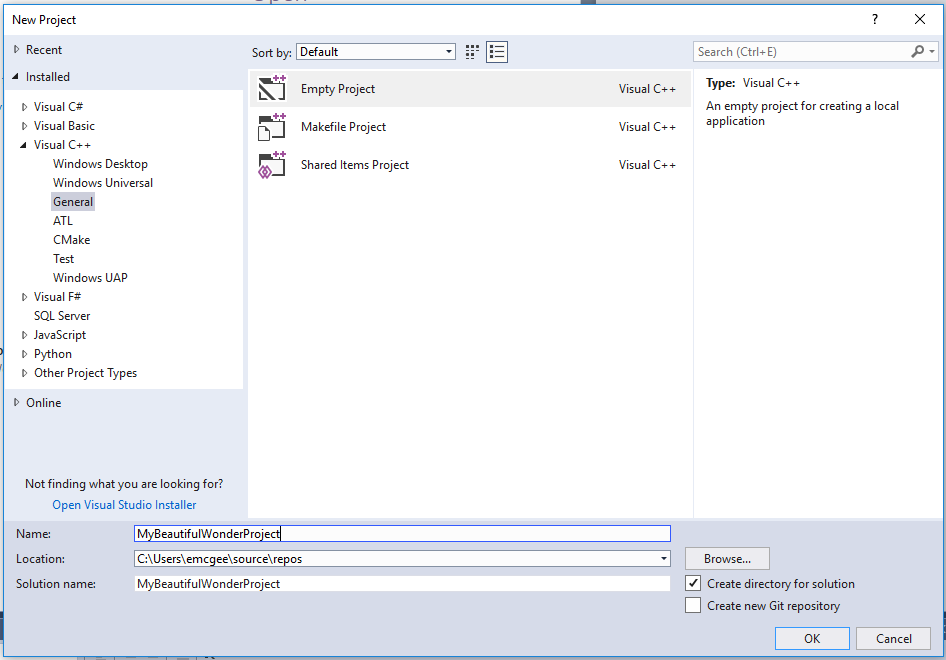 New Project
?
Recent
Installed
Visual C#
Visual Basic
Visual C++
Windows Desktop
Windows Universal
General
ATL
CMake
Test
Windows UAP
Visual F#
SQL Server
JavaScript
Python
Other Project Types
Online
Not finding what you are looking for?
Open Visual Studio Installer
Sort by: Default
Empty Project Visual C++
Makefile Project Visual C++
Shared Items Project Visual C++
Search (Ctrl+E)
Type: Visual C++
An empty project for creating a local
application
Name: MyBeautifulWonderProject
Location: C:\Users\emcgee\source\repos
Browse...
Solution name: MyBeautifulWonderProject
Create directory for solution
Create new Git repository
OK Cancel